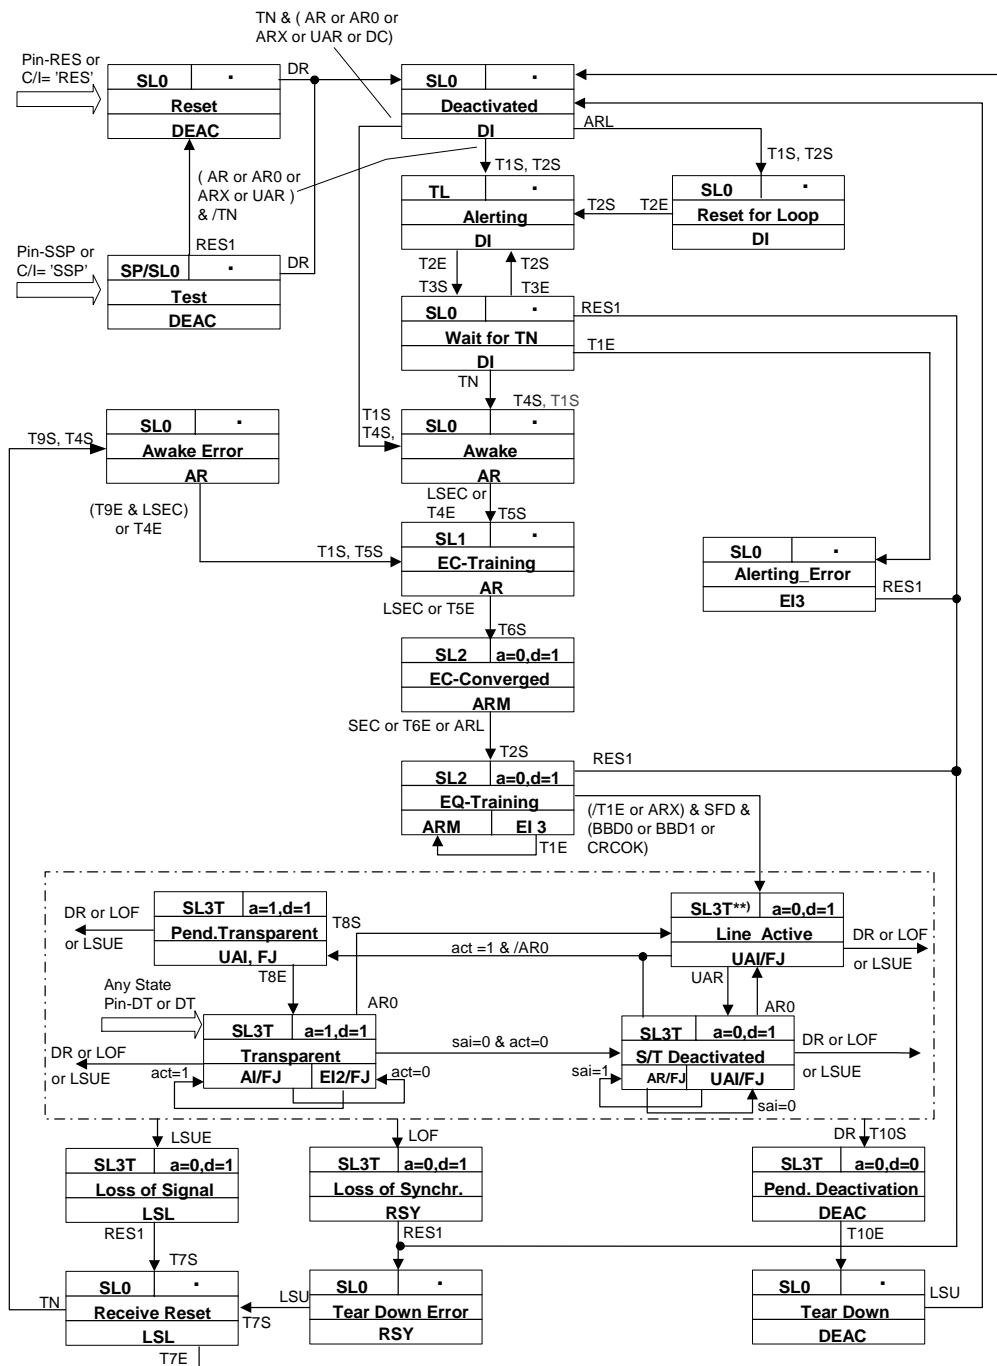 TN & ( AR or AR0 or
ARX or UAR or DC)
Pin-RES or
C/I= 'RES'
SL0
Reset
DEAC
DR
SL0
Deactivated
DI
ARL
T1S, T2S
T1S, T2S
( AR or AR0 or
ARX or UAR )
& /TN
TL
Alerting
DI
T2S
T2E
SL0
Reset for Loop
DI
RES1
Pin-SSP or
C/I= 'SSP'
SP/SL0
Test
DEAC
DR
T2E
T3S
T2S
T3E
SL0
Wait for TN
DI
RES1
T1E
TN
T4S, T1S
T1S
T4S,
T9S, T4S
SL0
Awake Error
AR
SL0
Awake
AR
(T9E & LSEC)
or T4E
LSEC or
T4E
T5S
T1S, T5S
SL1
EC-Training
AR
SL0
Alerting_Error
EI3
RES1
LSEC or T5E
T6S
SL2
a=0,d=1
EC-Converged
ARM
SEC or T6E or ARL
T2S
SL2
a=0,d=1
EQ-Training
ARM
EI 3
RES1
T1E
(/T1E or ARX) & SFD &
(BBD0 or BBD1 or
CRCOK)
DR or LOF
or LSUE
SL3T
a=1,d=1
Pend.Transparent
UAI, FJ
T8S
act =1 & /AR0
SL3T**)
a=0,d=1
Line_Active
UAI/FJ
DR or LOF
or LSUE
T8E
UAR
AR0
AR0
Any State
Pin-DT or DT
SL3T
a=1,d=1
Transparent
AI/FJ
EI2/FJ
DR or LOF
or LSUE
act=1
act=0
sai=0 & act=0
SL3T
a=0,d=1
S/T Deactivated
AR/FJ
UAI/FJ
sai=1
sai=0
DR or LOF
or LSUE
LSUE
LOF
DR
T10S
SL3T
a=0,d=1
Loss of Signal
LSL
SL3T
a=0,d=1
Loss of Synchr.
RSY
SL3T
a=0,d=0
Pend. Deactivation
DEAC
RES1
T7S
RES1
T10E
TN
SL0
Receive Reset
LSL
LSU
T7S
SL0
Tear Down Error
RSY
SL0
Tear Down
DEAC
LSU
T7E